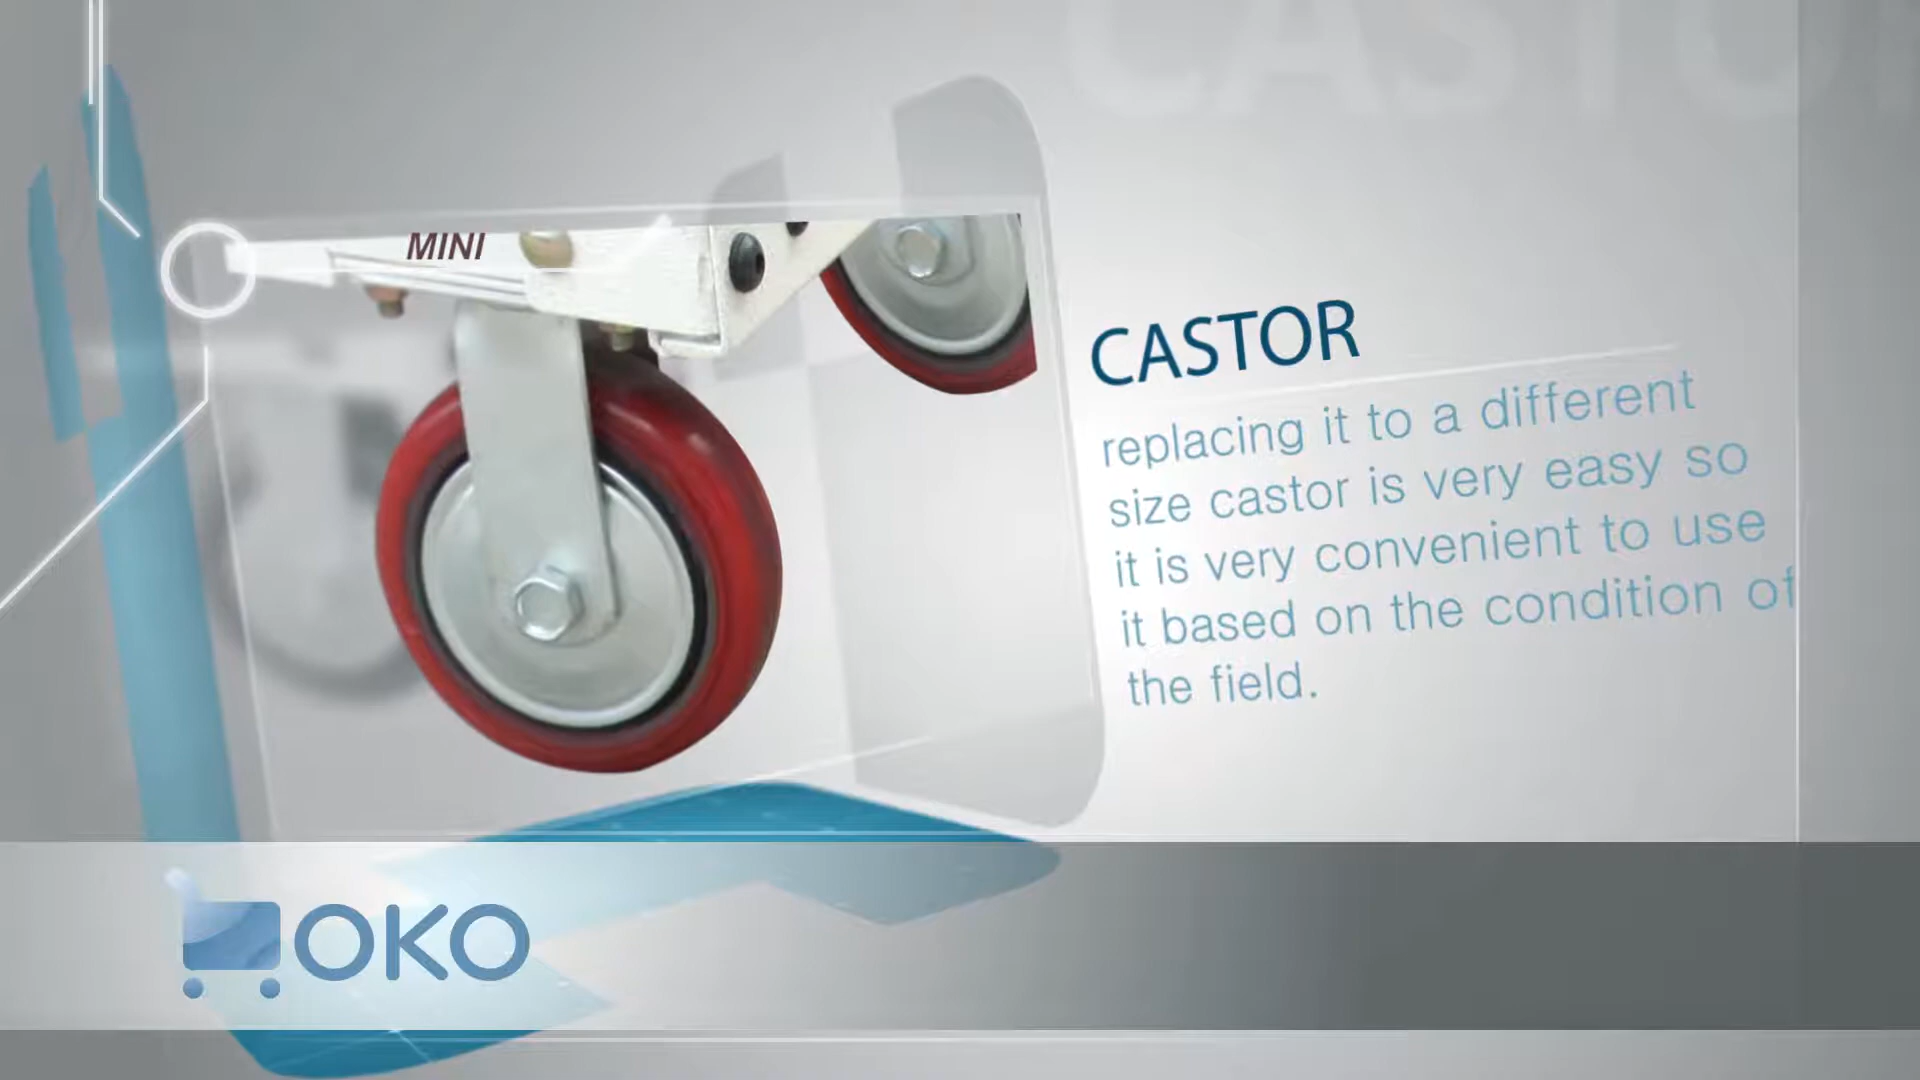 CASTOR
MINI
CASTOR
replacing it to a different
size castor is very easy so
it is very convenient to use
it based on the condition of
the field.
OKO